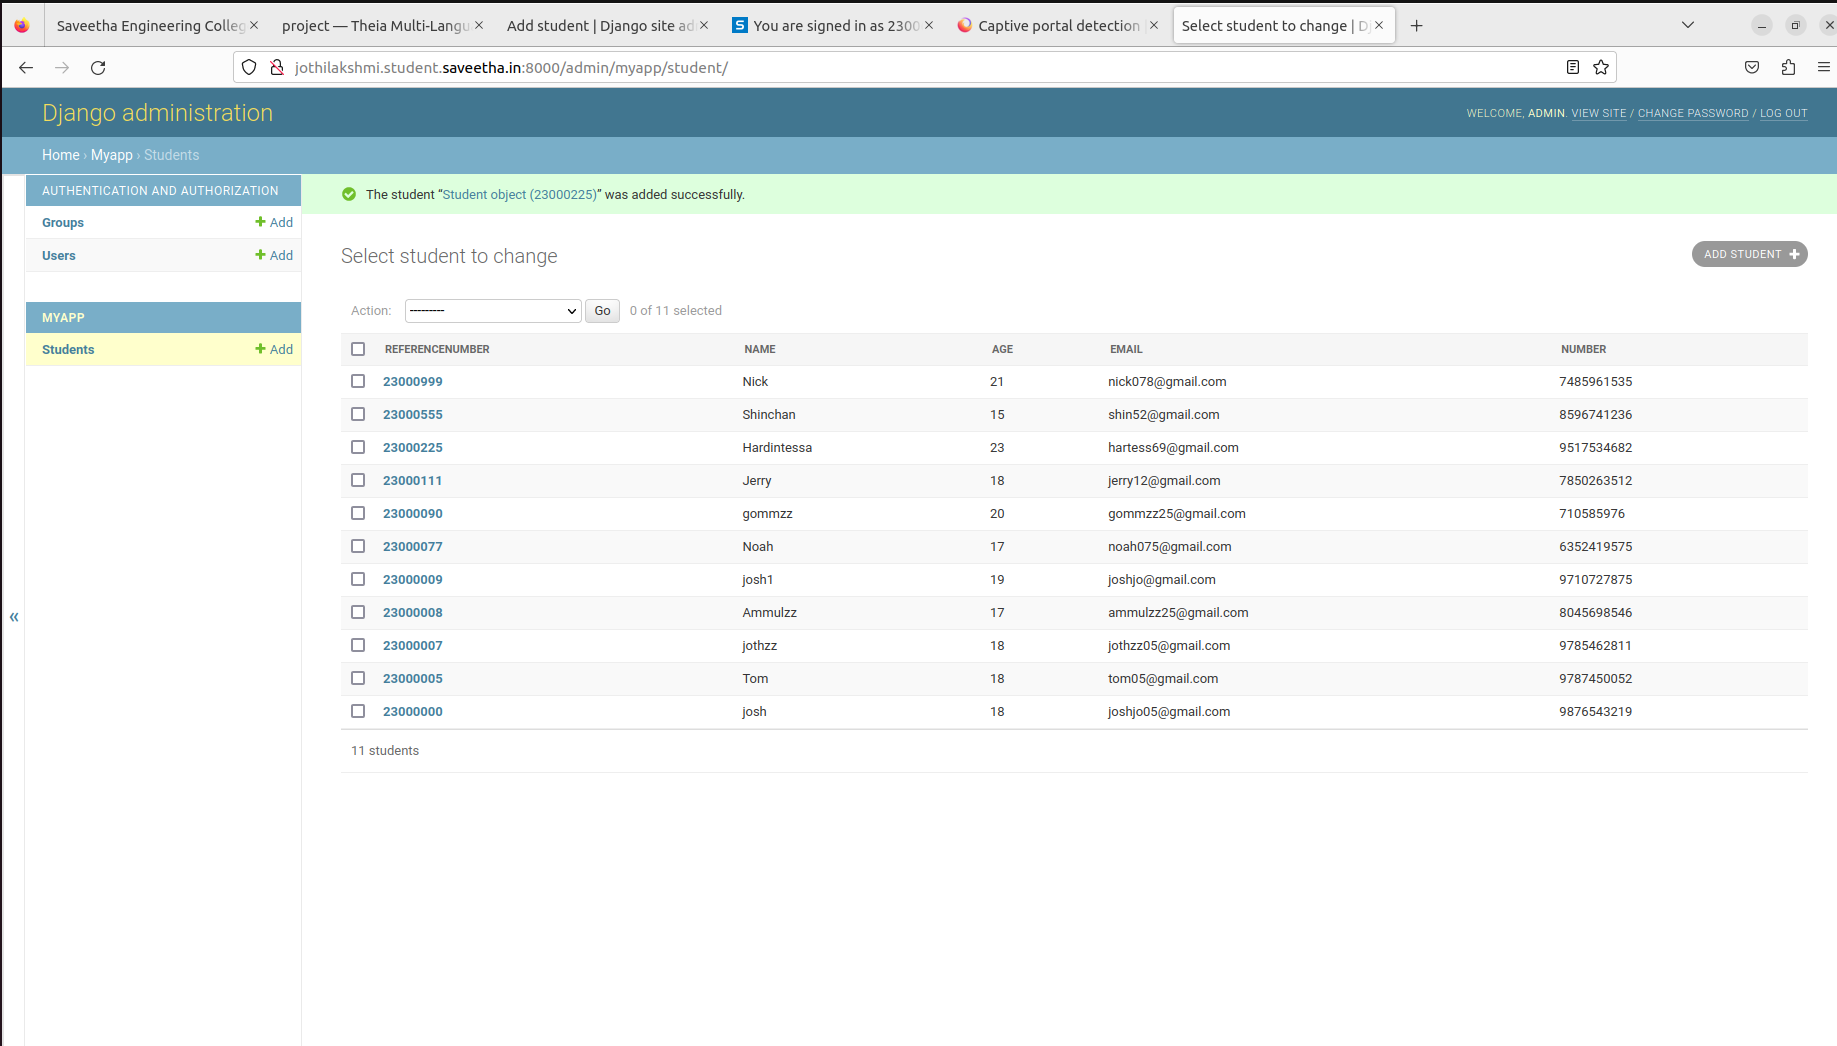 Saveetha Engineering Colleg
project — Theia Multi-Langu
Add student | Django site ad
You are signed in as 2300
Captive portal detection
Select student to change | Dj
jothilakshmi.student.saveetha.in:8000/admin/myapp/student/
Django administration
WELCOME, ADMIN. VIEW SITE / CHANGE PASSWORD / LOG OUT
Home › Myapp › Students
AUTHENTICATION AND AUTHORIZATION
Groups + Add
Users + Add
MYAPP
Students + Add
«
The student “Student object (23000225)” was added successfully.
Select student to change
ADD STUDENT +
Action: --------- Go 0 of 11 selected
REFERENCENUMBER NAME AGE EMAIL NUMBER
23000999 Nick 21 nick078@gmail.com 7485961535
23000555 Shinchan 15 shin52@gmail.com 8596741236
23000225 Hardintessa 23 hartess69@gmail.com 9517534682
23000111 Jerry 18 jerry12@gmail.com 7850263512
23000090 gommzz 20 gommzz25@gmail.com 710585976
23000077 Noah 17 noah075@gmail.com 6352419575
23000009 josh1 19 joshjo@gmail.com 9710727875
23000008 Ammulzz 17 ammulzz25@gmail.com 8045698546
23000007 jothzz 18 jothzz05@gmail.com 9785462811
23000005 Tom 18 tom05@gmail.com 9787450052
23000000 josh 18 joshjo05@gmail.com 9876543219
11 students